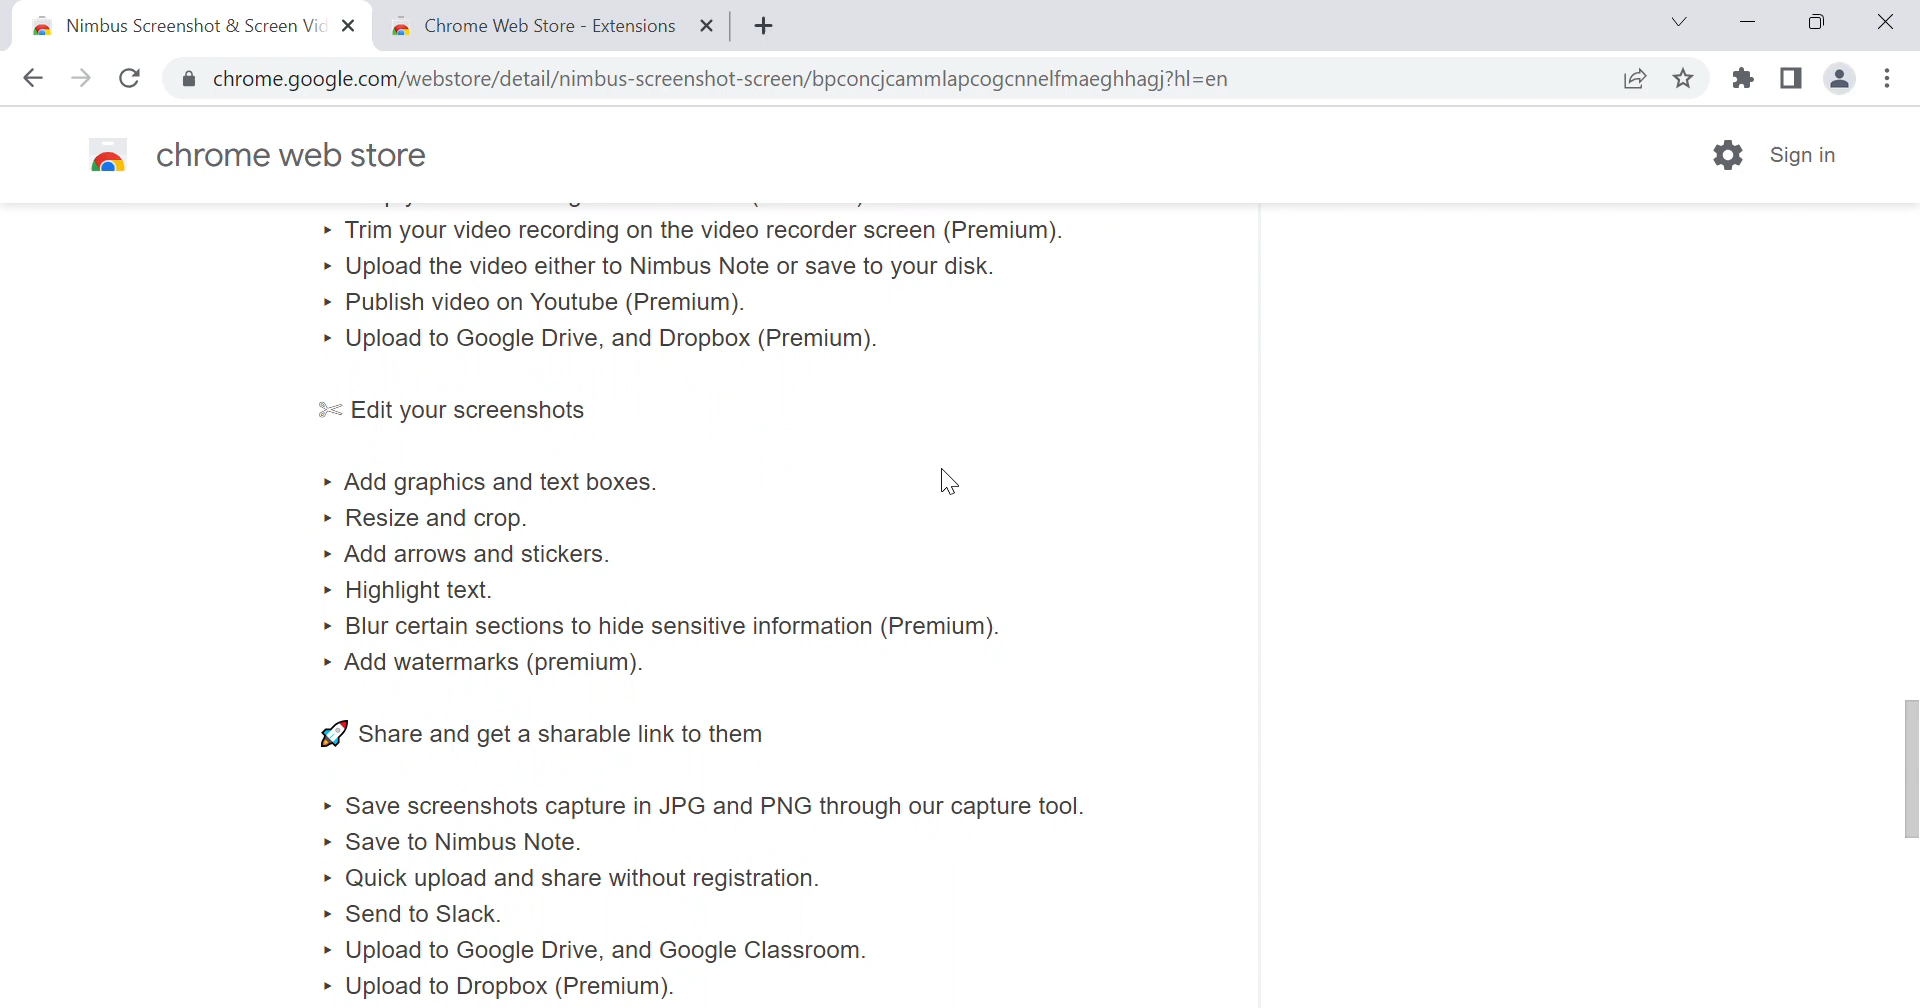 Nimbus Screenshot & Screen Vid
Chrome Web Store - Extensions
chrome.google.com/webstore/detail/nimbus-screenshot-screen/bpconcjcammlapcogcnnelfmaeghhagj?hl=en
chrome web store
Sign in
‣ Trim your video recording on the video recorder screen (Premium).
‣ Upload the video either to Nimbus Note or save to your disk.
‣ Publish video on Youtube (Premium).
‣ Upload to Google Drive, and Dropbox (Premium).
✄ Edit your screenshots
‣ Add graphics and text boxes.
‣ Resize and crop.
‣ Add arrows and stickers.
‣ Highlight text.
‣ Blur certain sections to hide sensitive information (Premium).
‣ Add watermarks (premium).
🚀 Share and get a sharable link to them
‣ Save screenshots capture in JPG and PNG through our capture tool.
‣ Save to Nimbus Note.
‣ Quick upload and share without registration.
‣ Send to Slack.
‣ Upload to Google Drive, and Google Classroom.
‣ Upload to Dropbox (Premium).